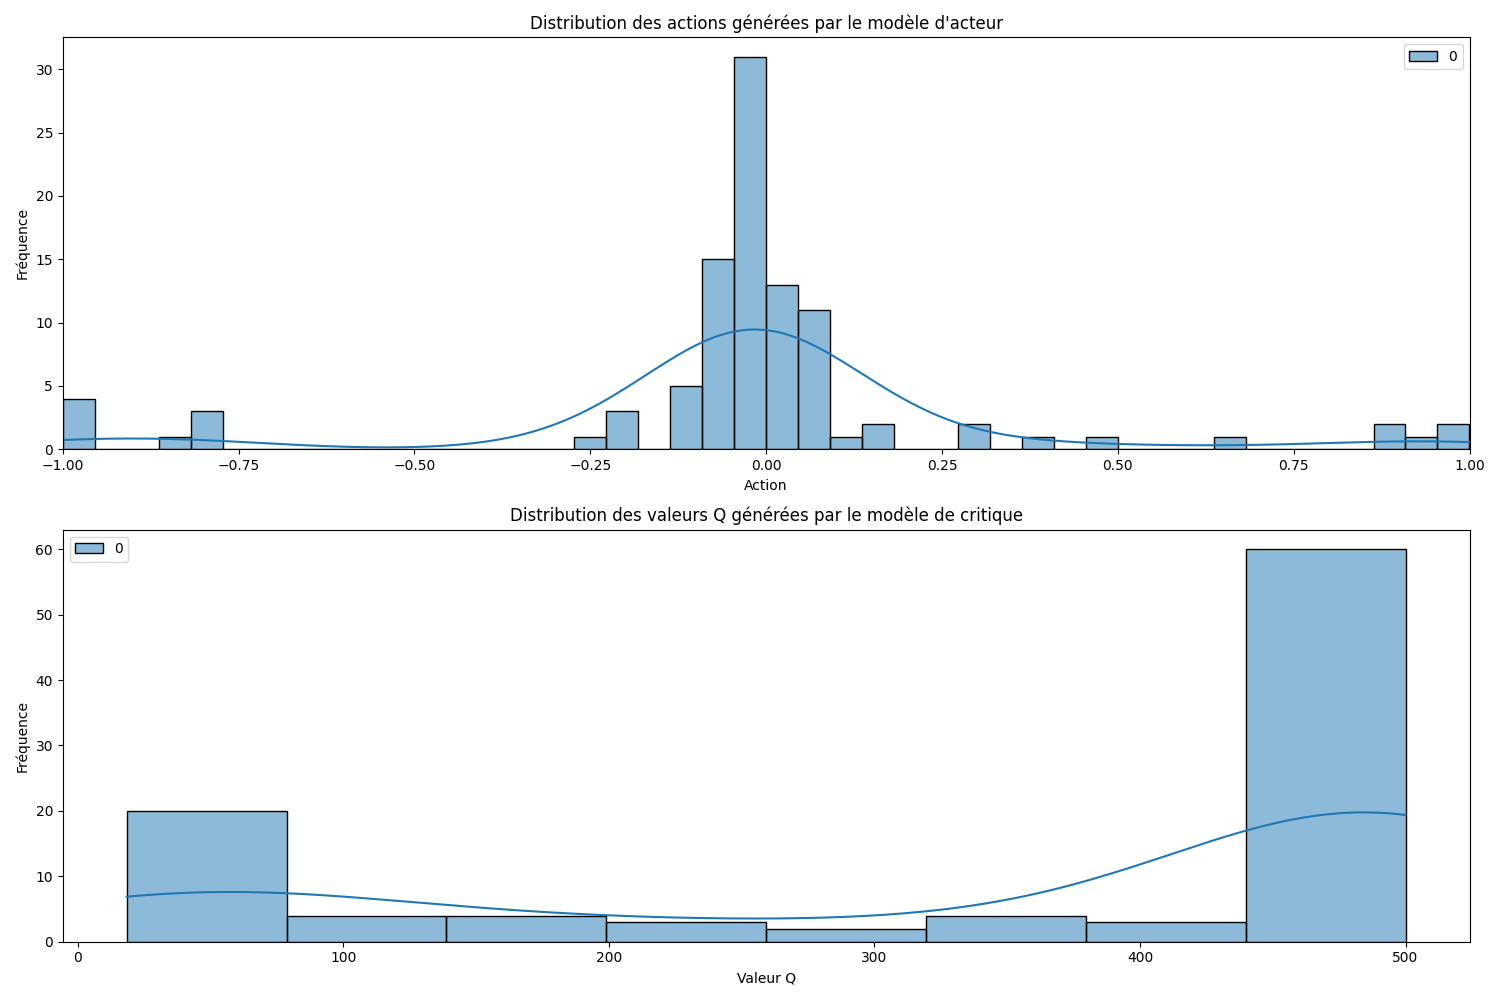 Distribution des actions générées par le modèle d'acteur
0
30
25
20
15
10
5
0
Fréquence
−1.00 −0.75 −0.50 −0.25 0.00 0.25 0.50 0.75 1.00
Action
Distribution des valeurs Q générées par le modèle de critique
0
60
50
40
30
20
10
0
Fréquence
0 100 200 300 400 500
Valeur Q